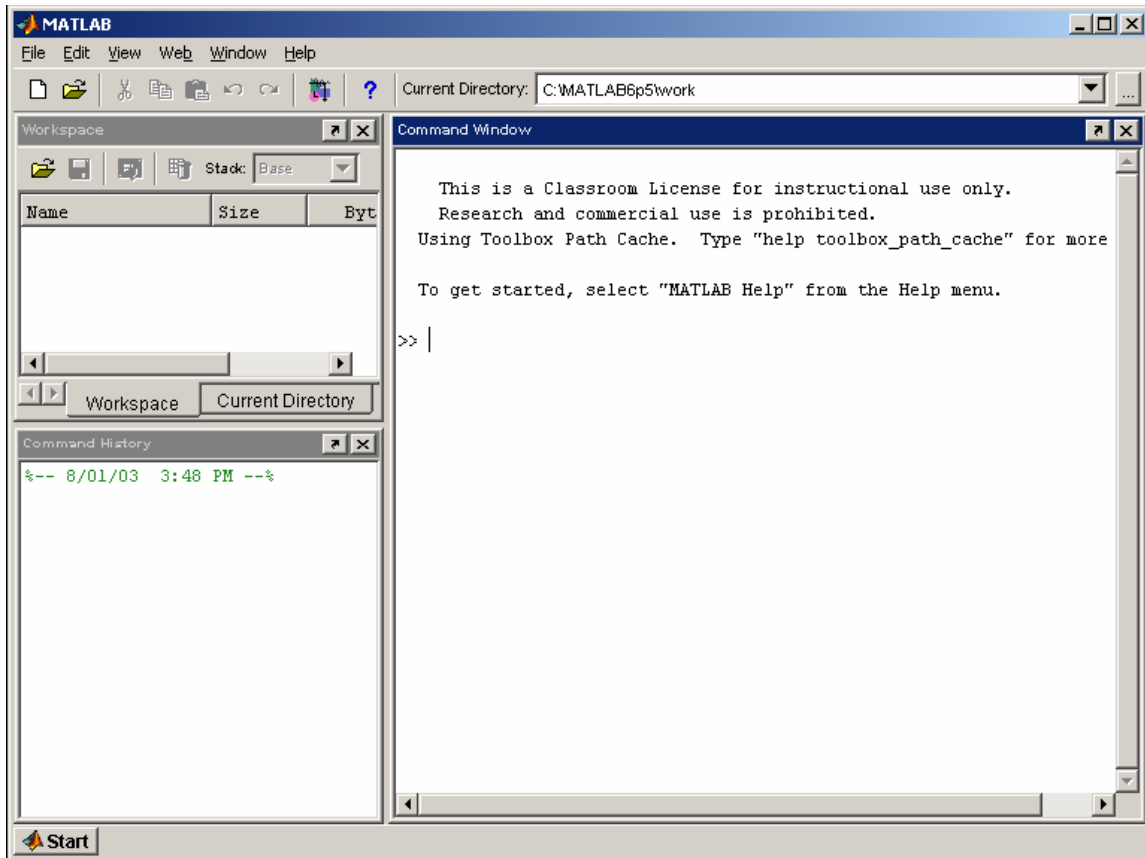 MATLAB
File Edit View Web Window Help
? Current Directory: C:\MATLAB6p5\work ...
Workspace
Stack: Base
Name Size Byt
Workspace Current Directory
Command History
%-- 8/01/03 3:48 PM --%
Command Window
This is a Classroom License for instructional use only.
Research and commercial use is prohibited.
Using Toolbox Path Cache. Type "help toolbox_path_cache" for more
To get started, select "MATLAB Help" from the Help menu.
>>
Start